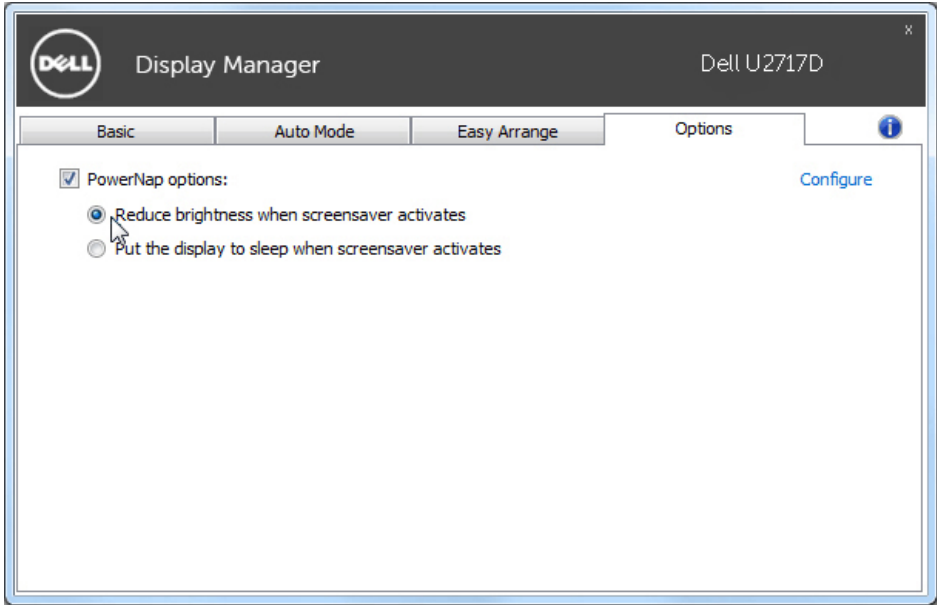 x
DELL Display Manager Dell U2717D
Basic Auto Mode Easy Arrange Options i
PowerNap options: Configure
Reduce brightness when screensaver activates
Put the display to sleep when screensaver activates